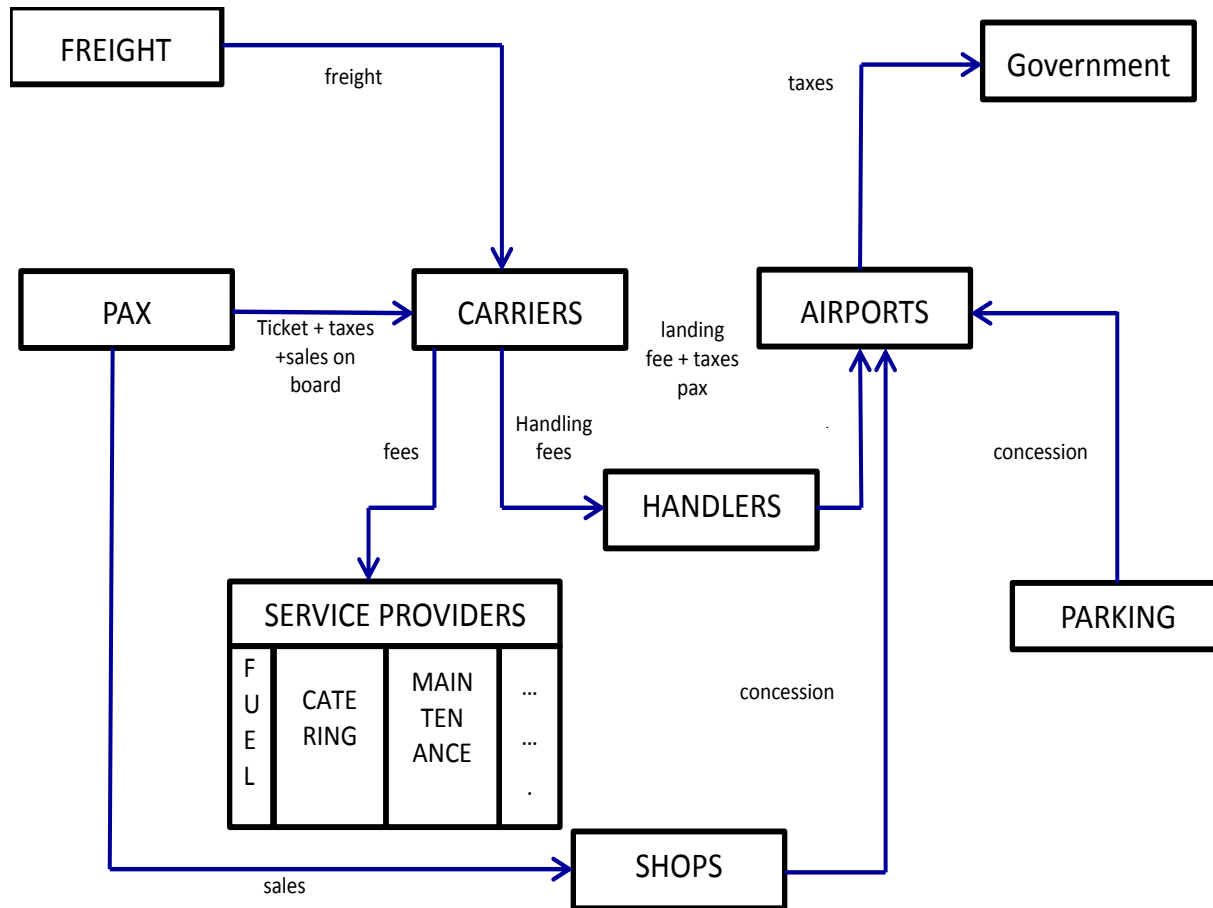 FREIGHT
freight
taxes
Government
PAX
Ticket + taxes
+sales on
board
CARRIERS
landing
fee + taxes
pax
AIRPORTS
fees
Handling
fees
.
concession
HANDLERS
SERVICE PROVIDERS
F
U
E
L
CATE
RING
MAIN
TEN
ANCE
...
...
.
concession
PARKING
sales
SHOPS